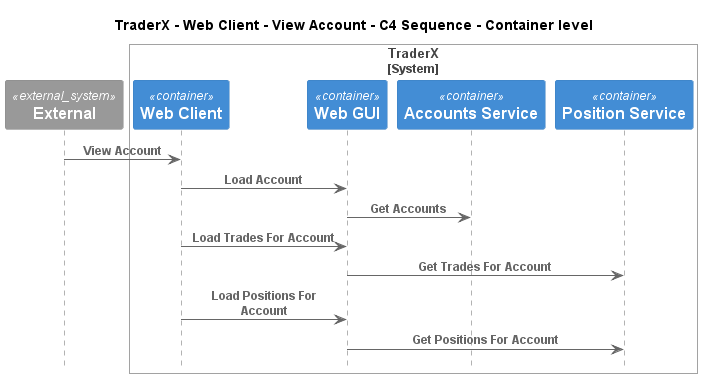 TraderX - Web Client - View Account - C4 Sequence - Container level
TraderX
[System]
«external_system»
External
«container»
Web Client
«container»
Web GUI
«container»
Accounts Service
«container»
Position Service
View Account
Load Account
Get Accounts
Load Trades For Account
Get Trades For Account
Load Positions For
Account
Get Positions For Account